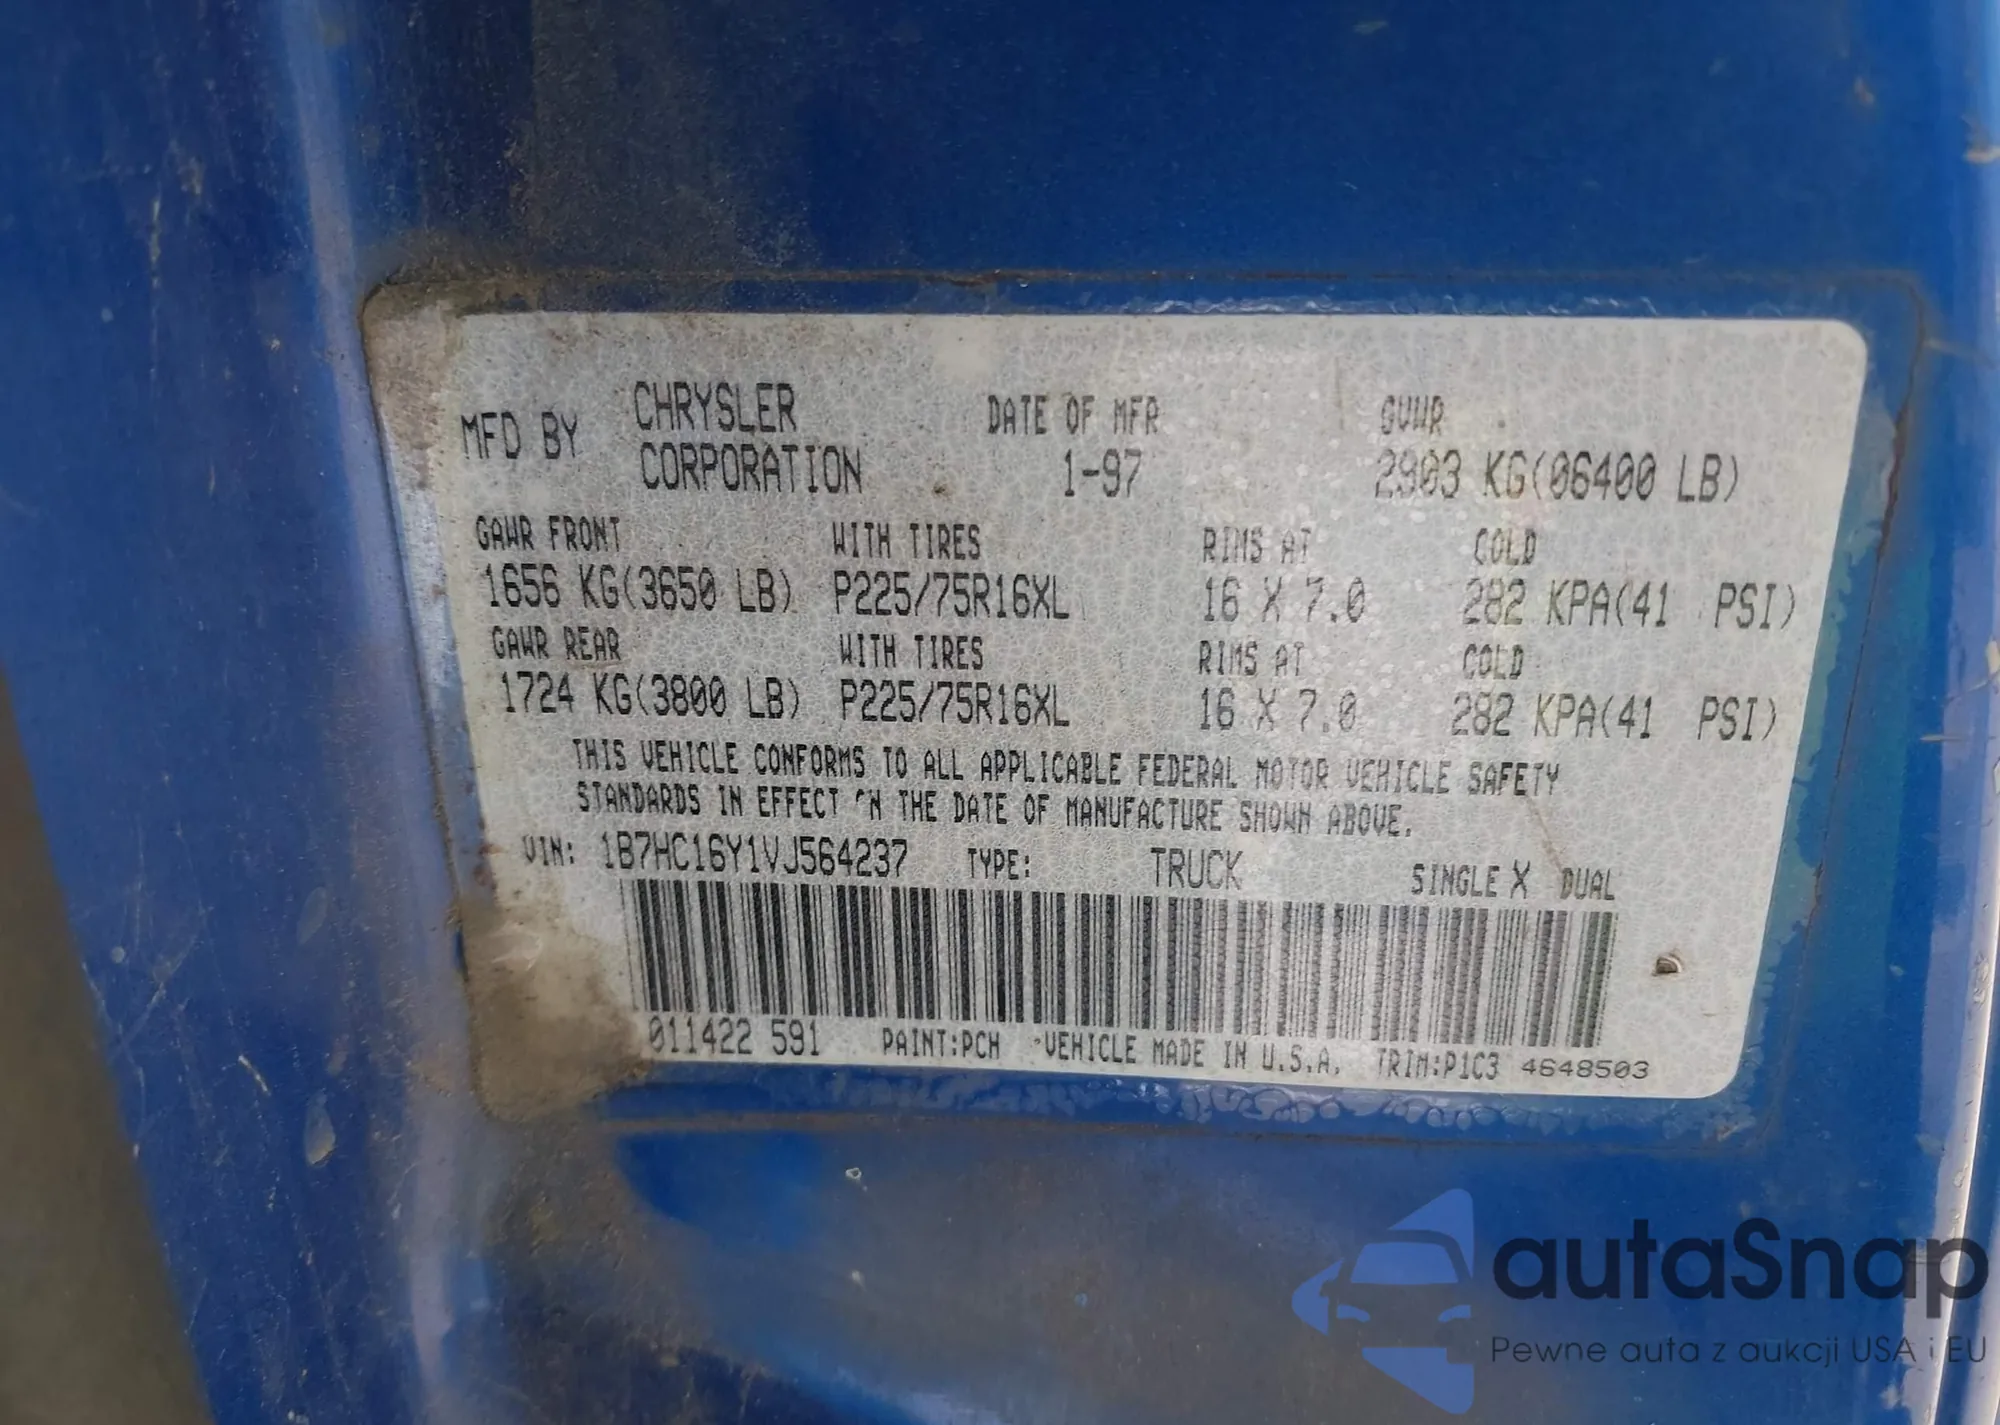 MFD BY CHRYSLER CORPORATION DATE OF MFR 1-97 GVWR 2903 KG(06400 LB)
GAWR FRONT WITH TIRES RIMS AT COLD
1656 KG(3650 LB) P225/75R16XL 16 X 7.0 282 KPA(41 PSI)
GAWR REAR WITH TIRES RIMS AT COLD
1724 KG(3800 LB) P225/75R16XL 16 X 7.0 282 KPA(41 PSI)
THIS VEHICLE CONFORMS TO ALL APPLICABLE FEDERAL MOTOR VEHICLE SAFETY
STANDARDS IN EFFECT ON THE DATE OF MANUFACTURE SHOWN ABOVE.
VIN: 1B7HC16Y1VJ564237 TYPE: TRUCK SINGLE X DUAL
011422 591 PAINT:PCH VEHICLE MADE IN U.S.A. TRIM:P1C3 4648503
autaSnap
Pewne auta z aukcji USA i EU